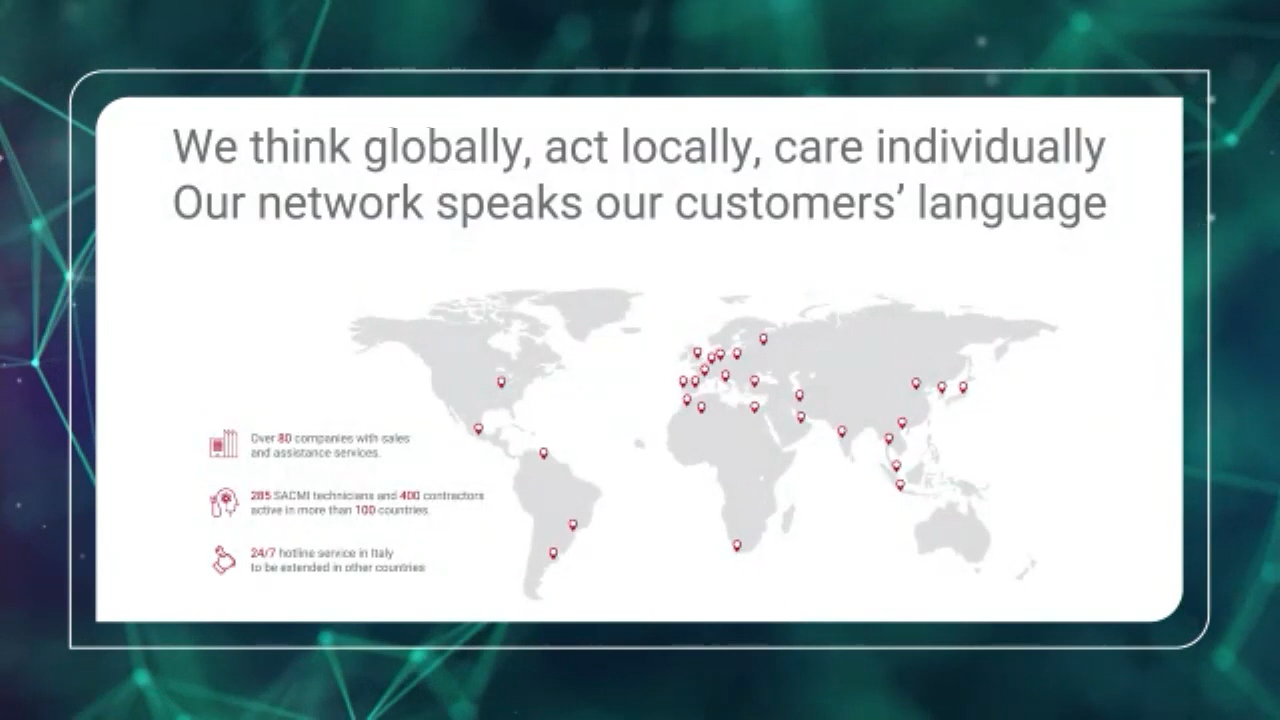 We think globally, act locally, care individually
Our network speaks our customers’ language
Over 80 companies with sales
and assistance services.
285 SACMI technicians and 400 contractors
active in more than 100 countries
24/7 hotline service in Italy
to be extended in other countries